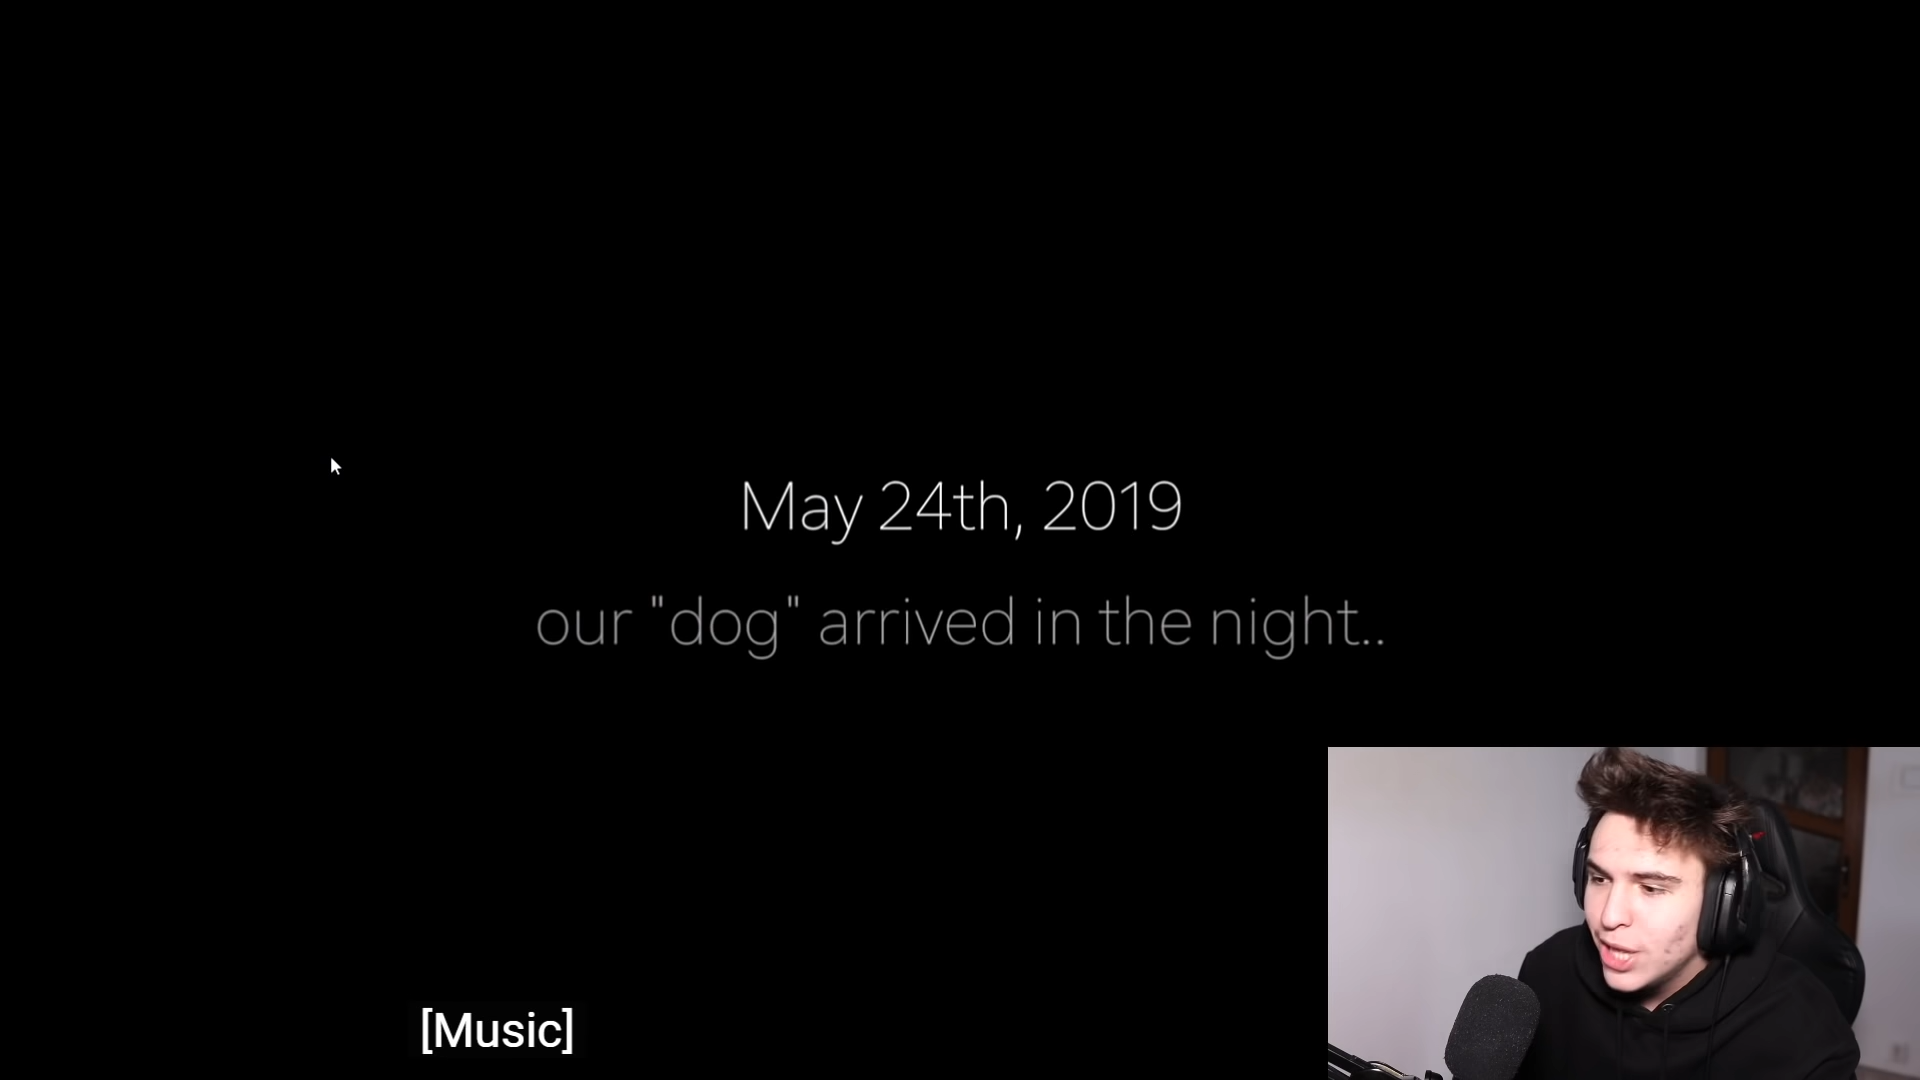 May 24th, 2019
our "dog" arrived in the night..
[Music]